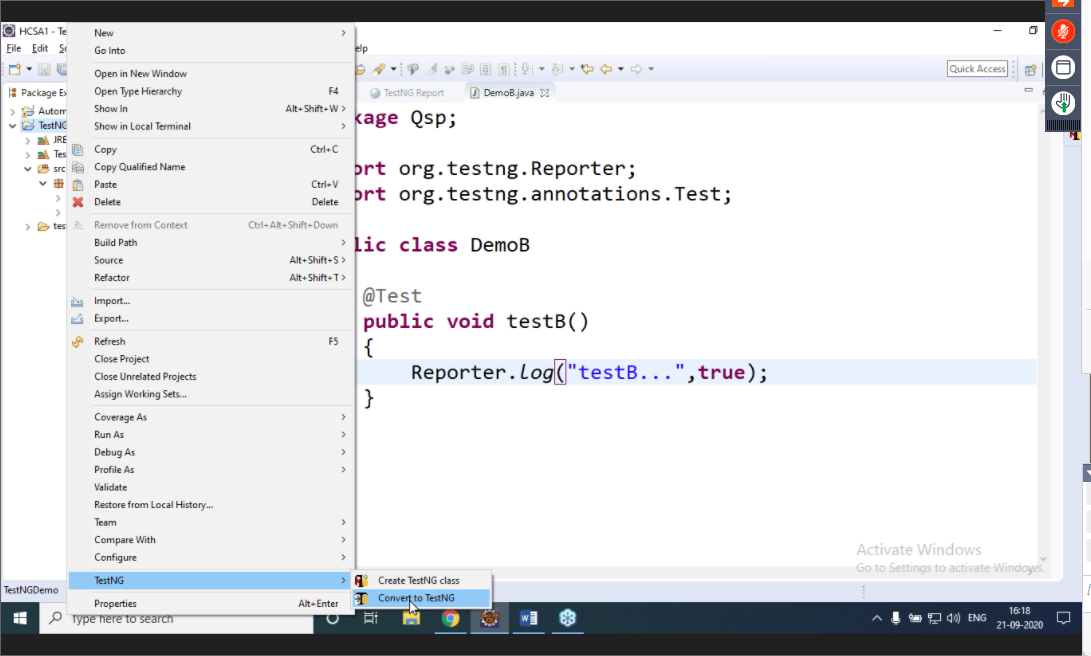 HCSA1 - Te
File Edit
elp
Quick Access
Package Ex
TestNG Report
DemoB.java
Autom
TestNG
JRE
Tes
src
tes
New
Go Into
Open in New Window
Open Type Hierarchy F4
Show In Alt+Shift+W >
Show in Local Terminal
Copy Ctrl+C
Copy Qualified Name
Paste Ctrl+V
Delete Delete
Remove from Context Ctrl+Alt+Shift+Down
Build Path
Source Alt+Shift+S >
Refactor Alt+Shift+T >
Import...
Export...
Refresh F5
Close Project
Close Unrelated Projects
Assign Working Sets...
Coverage As
Run As
Debug As
Profile As
Validate
Restore from Local History...
Team
Compare With
Configure
TestNG
Properties Alt+Enter
Create TestNG class
Convert to TestNG
kage Qsp;
ort org.testng.Reporter;
ort org.testng.annotations.Test;
lic class DemoB
@Test
public void testB()
{
Reporter.log("testB...",true);
}
Activate Windows
Go to Settings to activate Windows.
TestNGDemo
Type here to search
ENG
16:18
21-09-2020